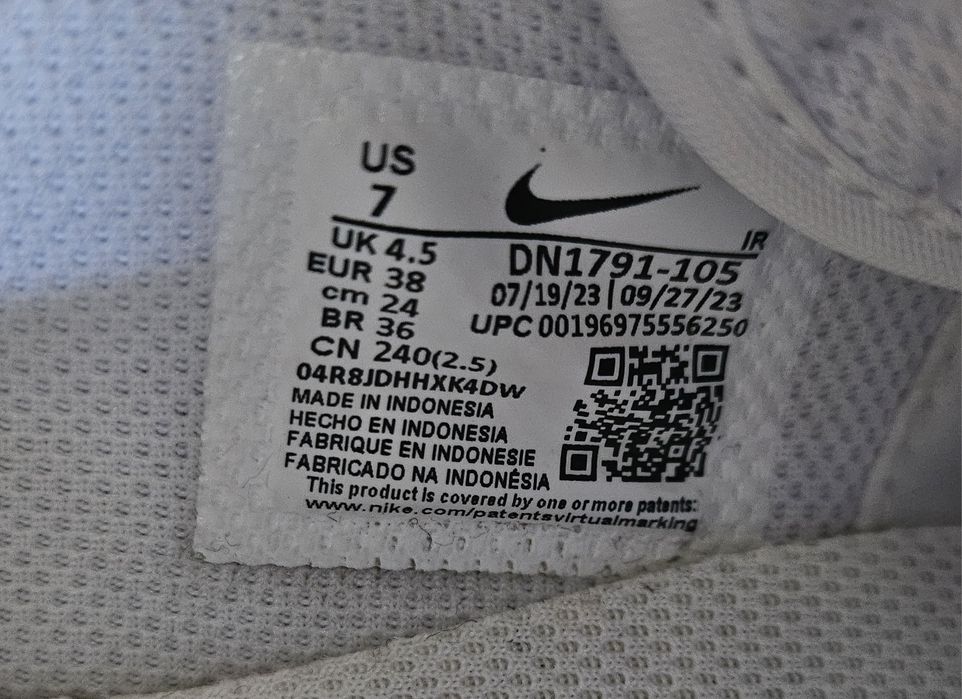 US
7
IR
UK 4.5
EUR 38
cm 24
BR 36
CN 240(2.5)
DN1791-105
07/19/23 | 09/27/23
UPC 00196975556250
04R8JDHHXK4DW
MADE IN INDONESIA
HECHO EN INDONESIA
FABRIQUE EN INDONESIE
FABRICADO NA INDONÉSIA
This product is covered by one or more patents:
www.nike.com/patentsvirtualmarking